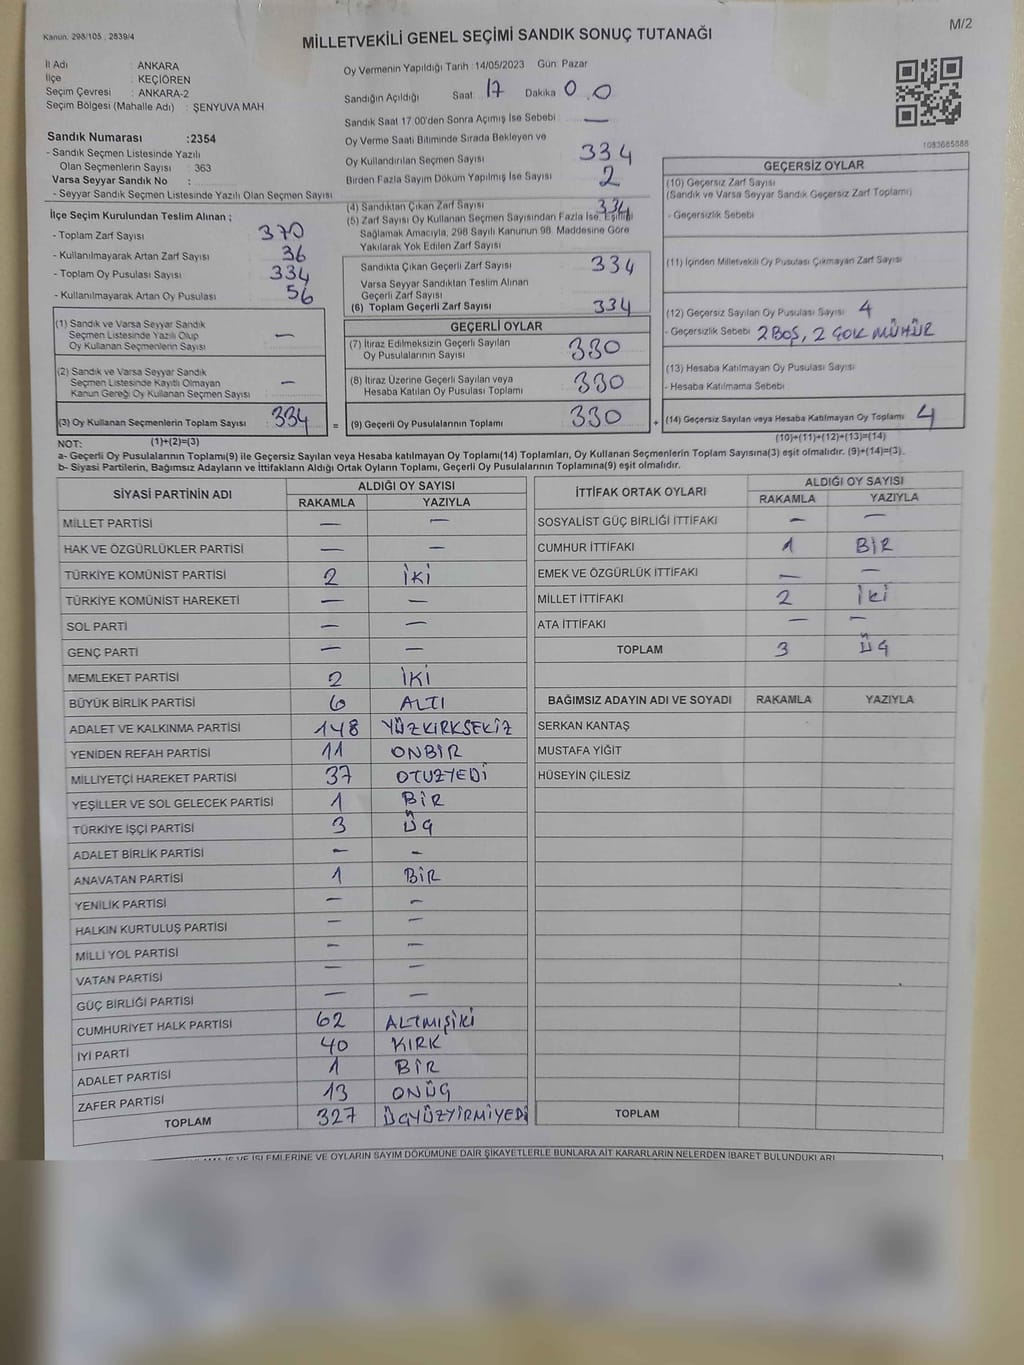 M/2
Kanun. 298/105 , 2839/4
MİLLETVEKİLİ GENEL SEÇİMİ SANDIK SONUÇ TUTANAĞI
İl Adı : ANKARA
İlçe : KEÇİÖREN
Seçim Çevresi : ANKARA-2
Seçim Bölgesi (Mahalle Adı) : ŞENYUVA MAH
Sandık Numarası :2354
- Sandık Seçmen Listesinde Yazılı
Olan Seçmenlerin Sayısı : 363
Varsa Seyyar Sandık No :
- Seyyar Sandık Seçmen Listesinde Yazılı Olan Seçmen Sayısı
Oy Vermenin Yapıldığı Tarih :14/05/2023 Gün: Pazar
Sandığın Açıldığı Saat 17 Dakika 0 0
Sandık Saat 17:00'den Sonra Açımış İse Sebebi : —
Oy Verme Saati Bitiminde Sırada Bekleyen ve
Oy Kullandırılan Seçmen Sayısı 334
Birden Fazla Sayım Döküm Yapılmış İse Sayısı 2
1083685888
İlçe Seçim Kurulundan Teslim Alınan ;
- Toplam Zarf Sayısı 370
- Kullanılmayarak Artan Zarf Sayısı 36
- Toplam Oy Pusulası Sayısı 334
- Kullanılmayarak Artan Oy Pusulası 56
(1) Sandık ve Varsa Seyyar Sandık
Seçmen Listesinde Yazılı Olup
Oy Kullanan Seçmenlerin Sayısı —
(2) Sandık ve Varsa Seyyar Sandık
Seçmen Listesinde Kayıtlı Olmayan
Kanun Gereği Oy Kullanan Seçmen Sayısı —
(3) Oy Kullanan Seçmenlerin Toplam Sayısı 334 =
(4) Sandıktan Çıkan Zarf Sayısı 334
(5) Zarf Sayısı Oy Kullanan Seçmen Sayısından Fazla İse, Eşitliği
Sağlamak Amacıyla, 298 Sayılı Kanunun 98. Maddesine Göre
Yakılarak Yok Edilen Zarf Sayısı
Sandıkta Çıkan Geçerli Zarf Sayısı 334
Varsa Seyyar Sandıktan Teslim Alınan
Geçerli Zarf Sayısı
(6) Toplam Geçerli Zarf Sayısı 334
GEÇERLİ OYLAR
(7) İtiraz Edilmeksizin Geçerli Sayılan
Oy Pusulalarının Sayısı 330
(8) İtiraz Üzerine Geçerli Sayılan veya
Hesaba Katılan Oy Pusulası Toplamı 330
(9) Geçerli Oy Pusulalarının Toplamı 330 +
GEÇERSİZ OYLAR
(10) Geçersiz Zarf Sayısı
(Sandık ve Varsa Seyyar Sandık Geçersiz Zarf Toplamı)
- Geçersizlik Sebebi
(11) İçinden Milletvekili Oy Pusulası Çıkmayan Zarf Sayısı
(12) Geçersiz Sayılan Oy Pusulası Sayısı 4
- Geçersizlik Sebebi 2 BOŞ, 2 ÇOK MÜHÜR
(13) Hesaba Katılmayan Oy Pusulası Sayısı
- Hesaba Katılmama Sebebi
(14) Geçersiz Sayılan veya Hesaba Katılmayan Oy Toplamı 4
NOT: (1)+(2)=(3) (10)+(11)+(12)+(13)=(14)
a- Geçerli Oy Pusulalarının Toplamı(9) ile Geçersiz Sayılan veya Hesaba katılmayan Oy Toplamı(14) Toplamları, Oy Kullanan Seçmenlerin Toplam Sayısına(3) eşit olmalıdır. (9)+(14)=(3).
b- Siyasi Partilerin, Bağımsız Adayların ve İttifakların Aldığı Ortak Oyların Toplamı, Geçerli Oy Pusulalarının Toplamına(9) eşit olmalıdır.
SİYASİ PARTİNİN ADI ALDIĞI OY SAYISI
RAKAMLA YAZIYLA
MİLLET PARTİSİ — —
HAK VE ÖZGÜRLÜKLER PARTİSİ — —
TÜRKİYE KOMÜNİST PARTİSİ 2 İKİ
TÜRKİYE KOMÜNİST HAREKETİ — —
SOL PARTİ — —
GENÇ PARTİ — —
MEMLEKET PARTİSİ 2 İKİ
BÜYÜK BİRLİK PARTİSİ 6 ALTI
ADALET VE KALKINMA PARTİSİ 148 YÜZKIRKSEKİZ
YENİDEN REFAH PARTİSİ 11 ONBİR
MİLLİYETÇİ HAREKET PARTİSİ 37 OTUZYEDİ
YEŞİLLER VE SOL GELECEK PARTİSİ 1 BİR
TÜRKİYE İŞÇİ PARTİSİ 3 ÜÇ
ADALET BİRLİK PARTİSİ — —
ANAVATAN PARTİSİ 1 BİR
YENİLİK PARTİSİ — —
HALKIN KURTULUŞ PARTİSİ — —
MİLLİ YOL PARTİSİ — —
VATAN PARTİSİ — —
GÜÇ BİRLİĞİ PARTİSİ — —
CUMHURİYET HALK PARTİSİ 62 ALTMIŞİKİ
İYİ PARTİ 40 KIRK
ADALET PARTİSİ 1 BİR
ZAFER PARTİSİ 13 ONÜÇ
TOPLAM 327 ÜÇYÜZYİRMİYEDİ
İTTİFAK ORTAK OYLARI ALDIĞI OY SAYISI
RAKAMLA YAZIYLA
SOSYALİST GÜÇ BİRLİĞİ İTTİFAKI — —
CUMHUR İTTİFAKI 1 BİR
EMEK VE ÖZGÜRLÜK İTTİFAKI — —
MİLLET İTTİFAKI 2 İKİ
ATA İTTİFAKI — —
TOPLAM 3 ÜÇ
BAĞIMSIZ ADAYIN ADI VE SOYADI RAKAMLA YAZIYLA
SERKAN KANTAŞ
MUSTAFA YİĞİT
HÜSEYİN ÇİLESİZ
TOPLAM
İŞLEMLERİNE VE OYLARIN SAYIM DÖKÜMÜNE DAİR ŞİKAYETLERLE BUNLARA AİT KARARLARIN NELERDEN İBARET BULUNDUKLARI